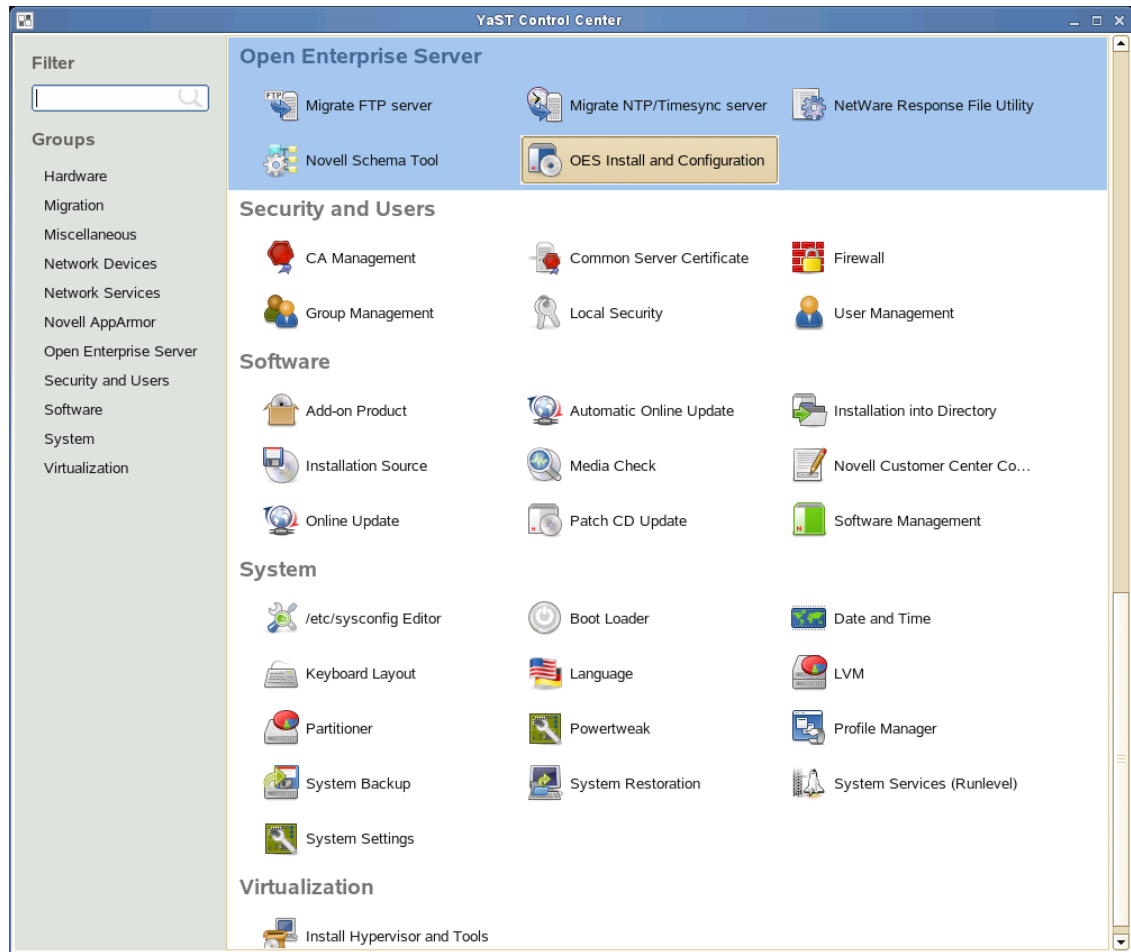 YaST Control Center
Filter
Groups
Hardware
Migration
Miscellaneous
Network Devices
Network Services
Novell AppArmor
Open Enterprise Server
Security and Users
Software
System
Virtualization
Open Enterprise Server
FTP
Migrate FTP server
Migrate NTP/Timesync server
NetWare Response File Utility
Novell Schema Tool
N
OES Install and Configuration
Security and Users
CA Management
Common Server Certificate
Firewall
Group Management
Local Security
User Management
Software
Add-on Product
Automatic Online Update
Installation into Directory
Installation Source
Media Check
Novell Customer Center Co...
Online Update
N
Patch CD Update
N
Software Management
System
/etc/sysconfig Editor
Boot Loader
Date and Time
Keyboard Layout
Language
LVM
Partitioner
Powertweak
Profile Manager
System Backup
System Restoration
System Services (Runlevel)
System Settings
Virtualization
Install Hypervisor and Tools